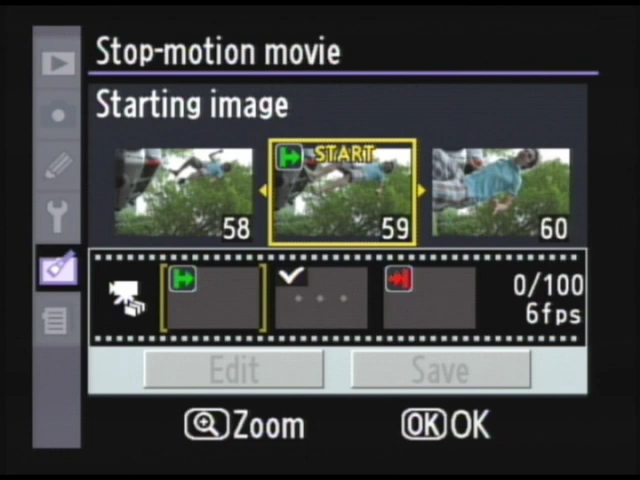 Stop-motion movie
Starting image
START
58 59 60
0/100
6fps
Edit Save
Zoom OK OK